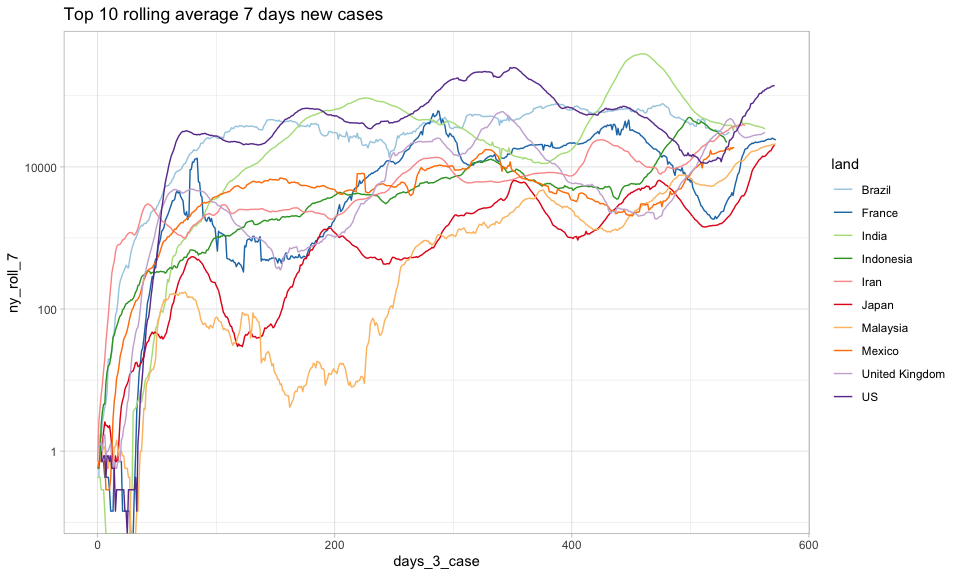 Top 10 rolling average 7 days new cases
ny_roll_7
10000
100
1
0
200
400
600
days_3_case
land
Brazil
France
India
Indonesia
Iran
Japan
Malaysia
Mexico
United Kingdom
US